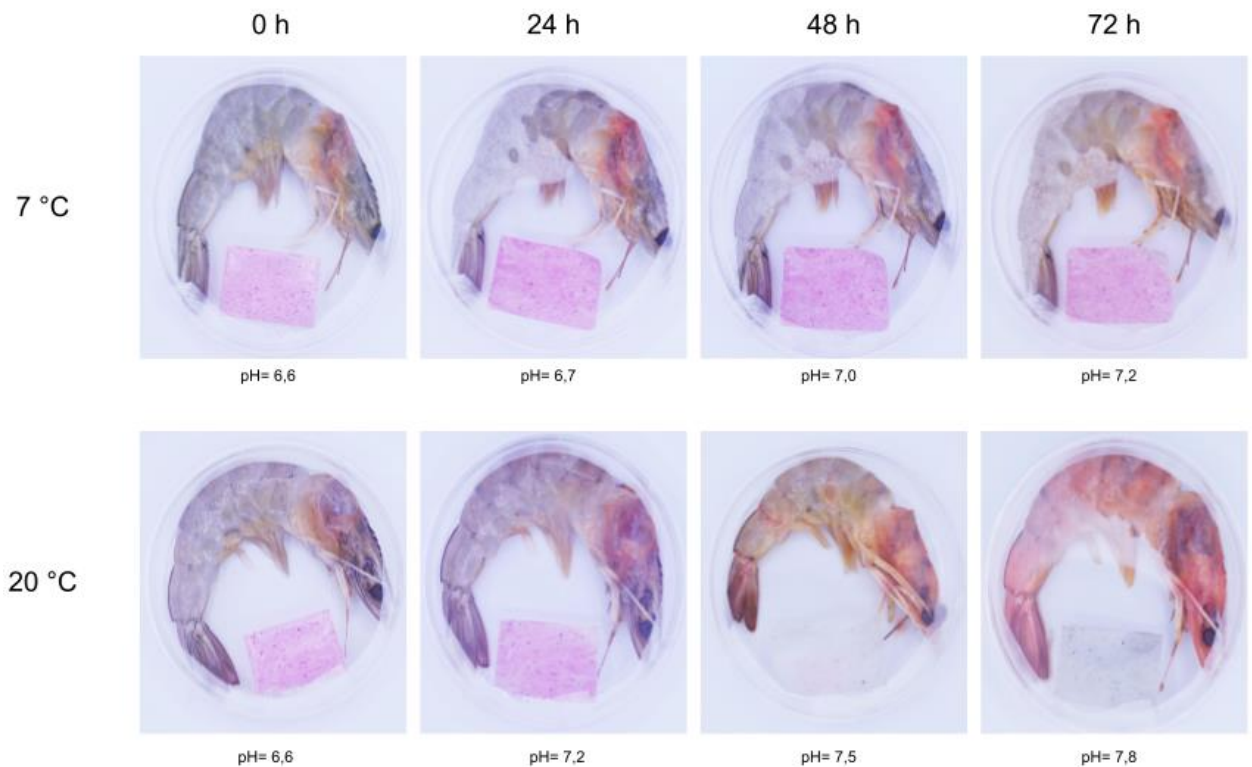 0 h 24 h 48 h 72 h
7 °C
pH= 6,6 pH= 6,7 pH= 7,0 pH= 7,2
20 °C
pH= 6,6 pH= 7,2 pH= 7,5 pH= 7,8